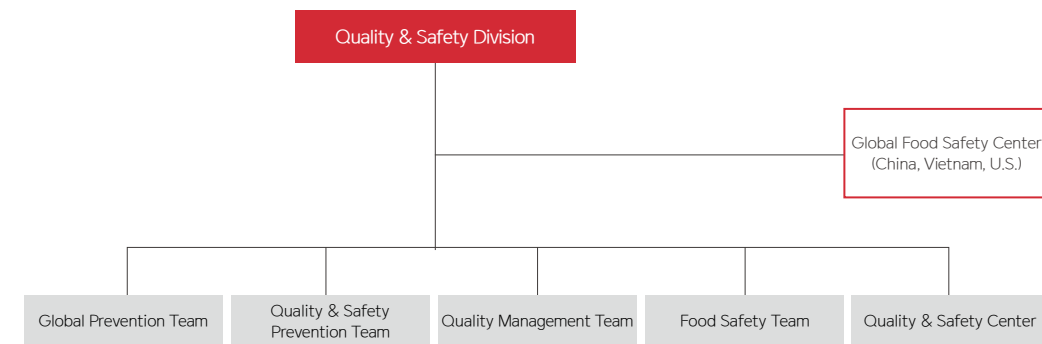 Quality & Safety Division
Global Food Safety Center
(China, Vietnam, U.S.)
Global Prevention Team
Quality & Safety
Prevention Team
Quality Management Team
Food Safety Team
Quality & Safety Center